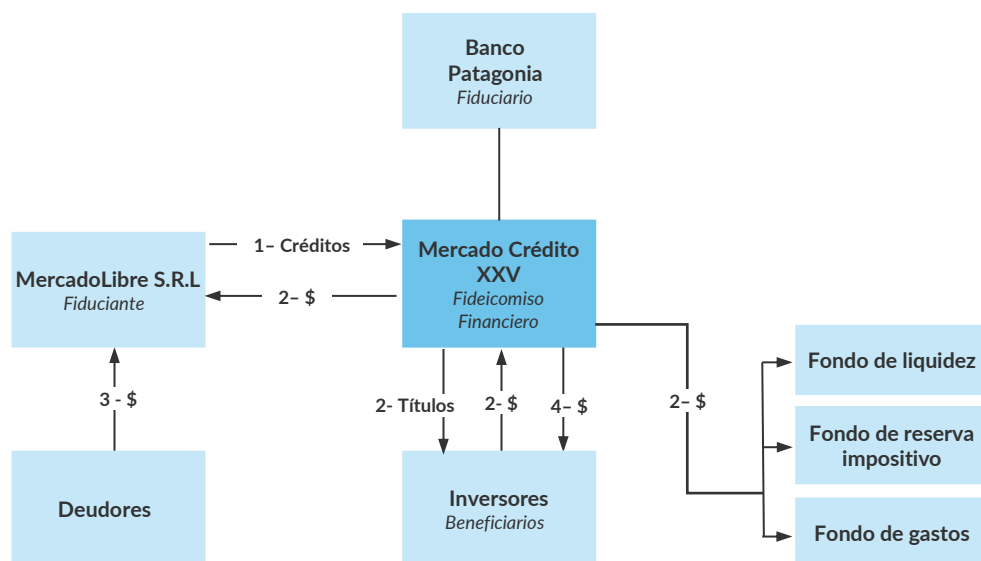 Banco
Patagonia
Fiduciario
1– Créditos
MercadoLibre S.R.L
Fiduciante
2– $
Mercado Crédito
XXV
Fideicomiso
Financiero
3 - $
2- Títulos
2- $
4– $
2– $
Fondo de liquidez
Fondo de reserva
impositivo
Fondo de gastos
Deudores
Inversores
Beneficiarios